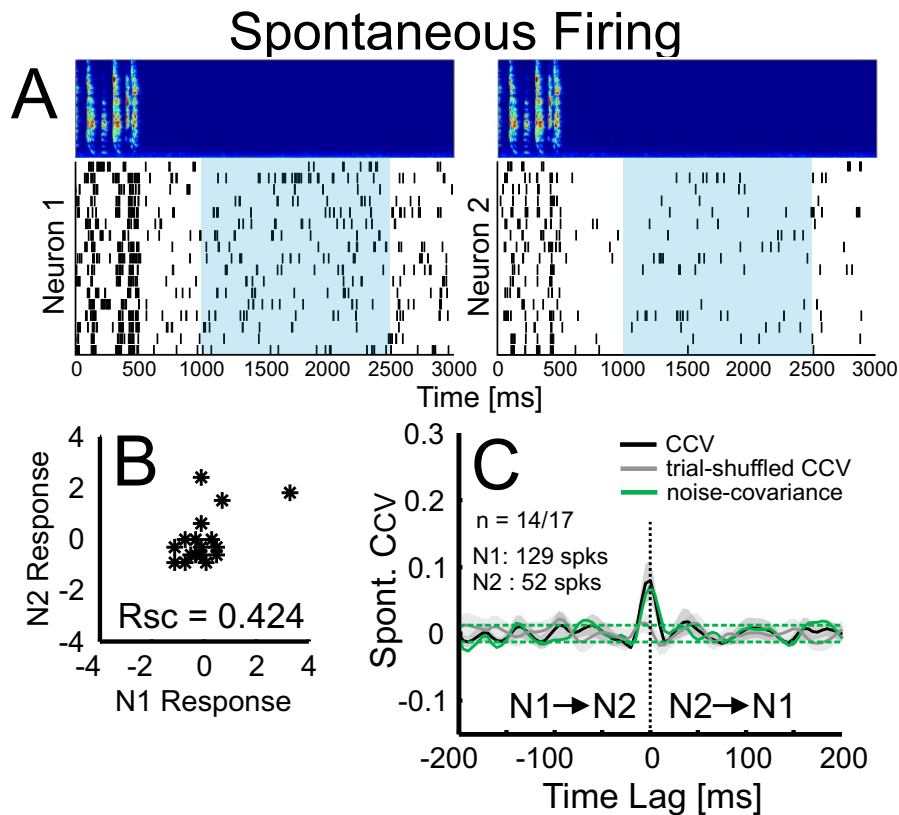 Spontaneous Firing
A
Neuron 1
Neuron 2
0 500 1000 1500 2000 2500 3000
0 500 1000 1500 2000 2500 3000
Time [ms]
B
4
2
0
-2
-4
N2 Response
Rsc = 0.424
-4 -2 0 2 4
N1 Response
C
0.3
0.2
0.1
0
-0.1
Spont. CCV
CCV
trial-shuffled CCV
noise-covariance
n = 14/17
N1: 129 spks
N2 : 52 spks
N1 → N2
N2 → N1
-200 -100 0 100 200
Time Lag [ms]